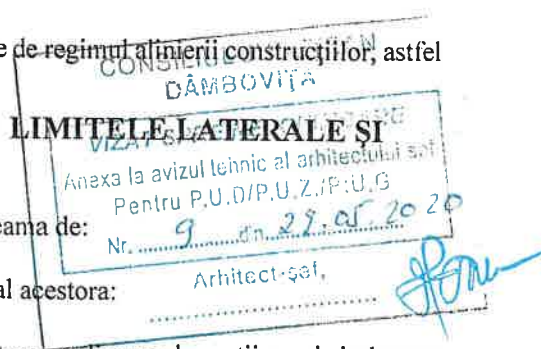 e de regimul alinierii construcțiilor, astfel
CONSILIUL
DÂMBOVIȚA
LIMITELE LATERALE ȘI
VIZAT
Anexa la avizul tehnic al arhitectului șef
Pentru P.U.D/P.U.Z./P.U.G
eama de:
Nr. 9 din 29.05.2020
al acestora:
Arhitect-șef,